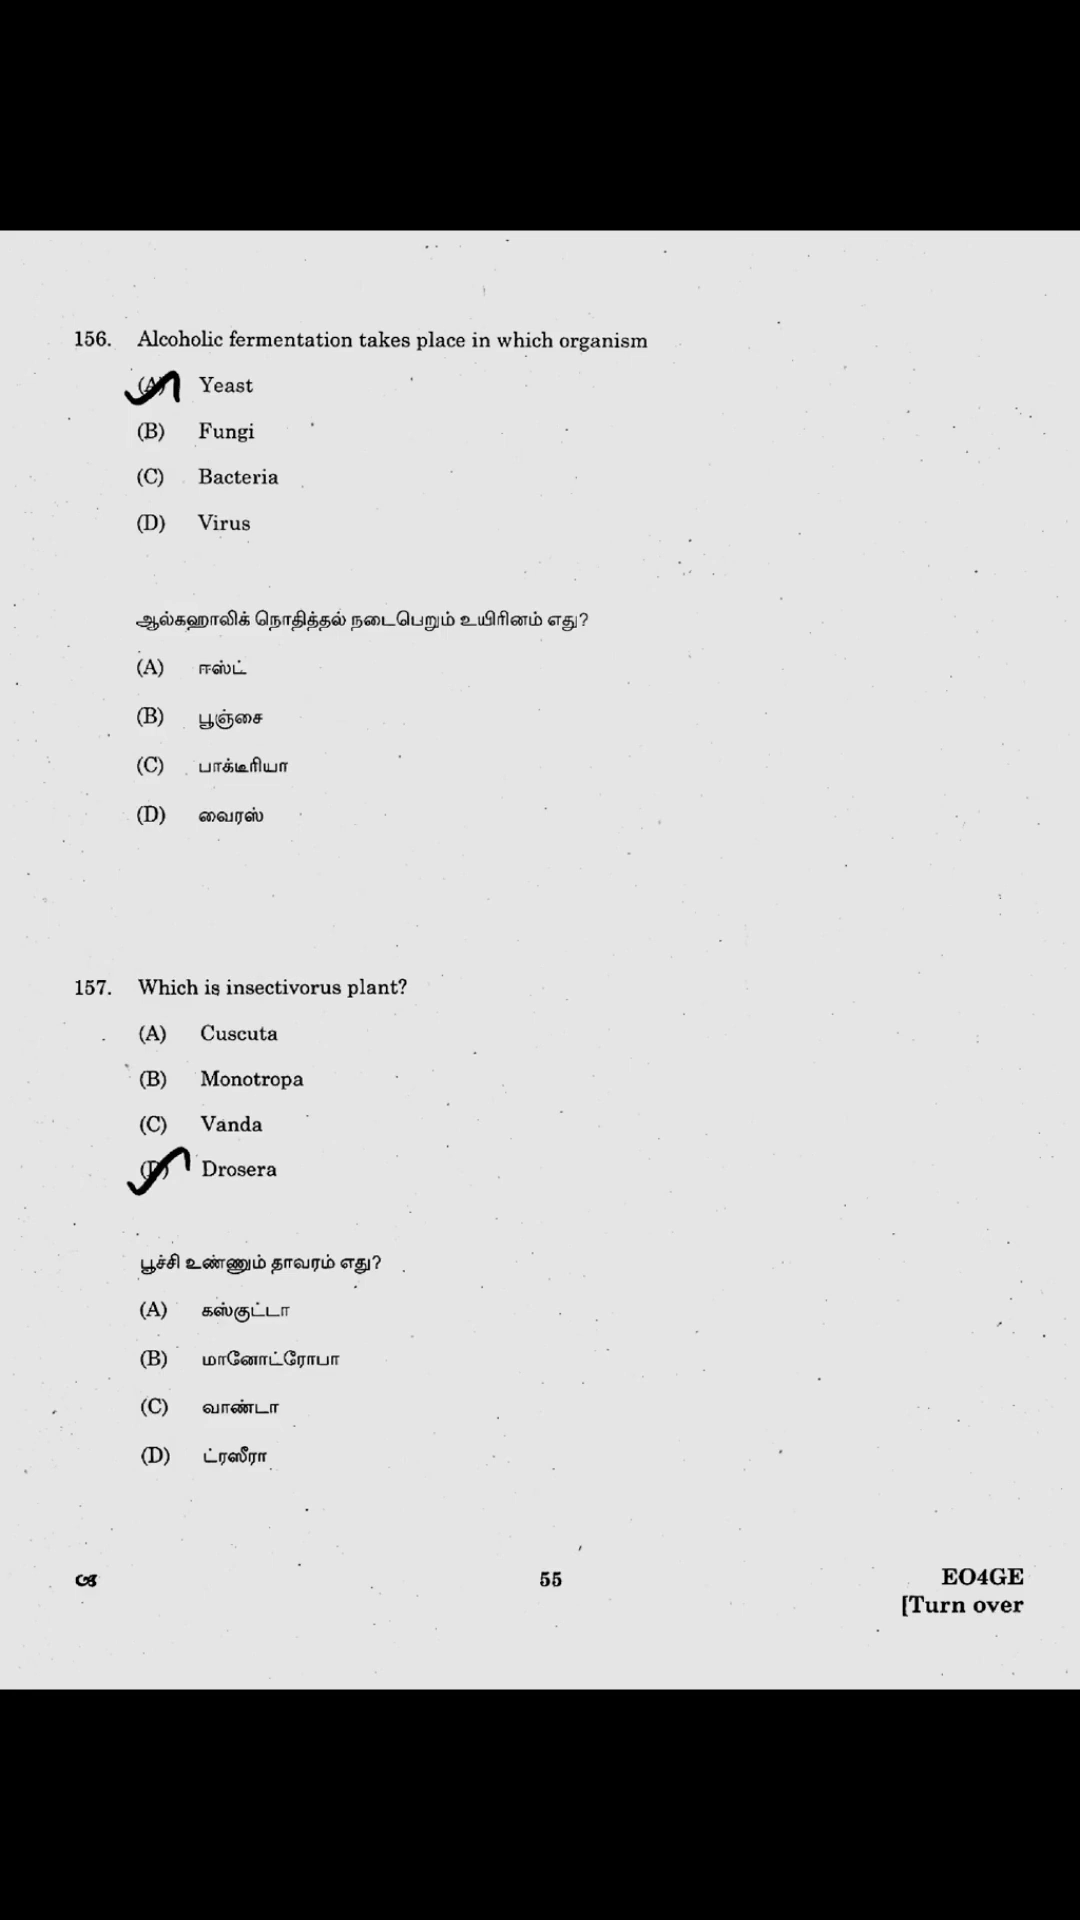 156. Alcoholic fermentation takes place in which organism
(A) Yeast
(B) Fungi
(C) Bacteria
(D) Virus
ஆல்கஹாலிக் நொதித்தல் நடைபெறும் உயிரினம் எது?
(A) ஈஸ்ட்
(B) பூஞ்சை
(C) பாக்டீரியா
(D) வைரஸ்
157. Which is insectivorus plant?
(A) Cuscuta
(B) Monotropa
(C) Vanda
(D) Drosera
பூச்சி உண்ணும் தாவரம் எது?
(A) கஸ்குட்டா
(B) மானோட்ரோபா
(C) வாண்டா
(D) ட்ரஸீரா
55
EO4GE
[Turn over